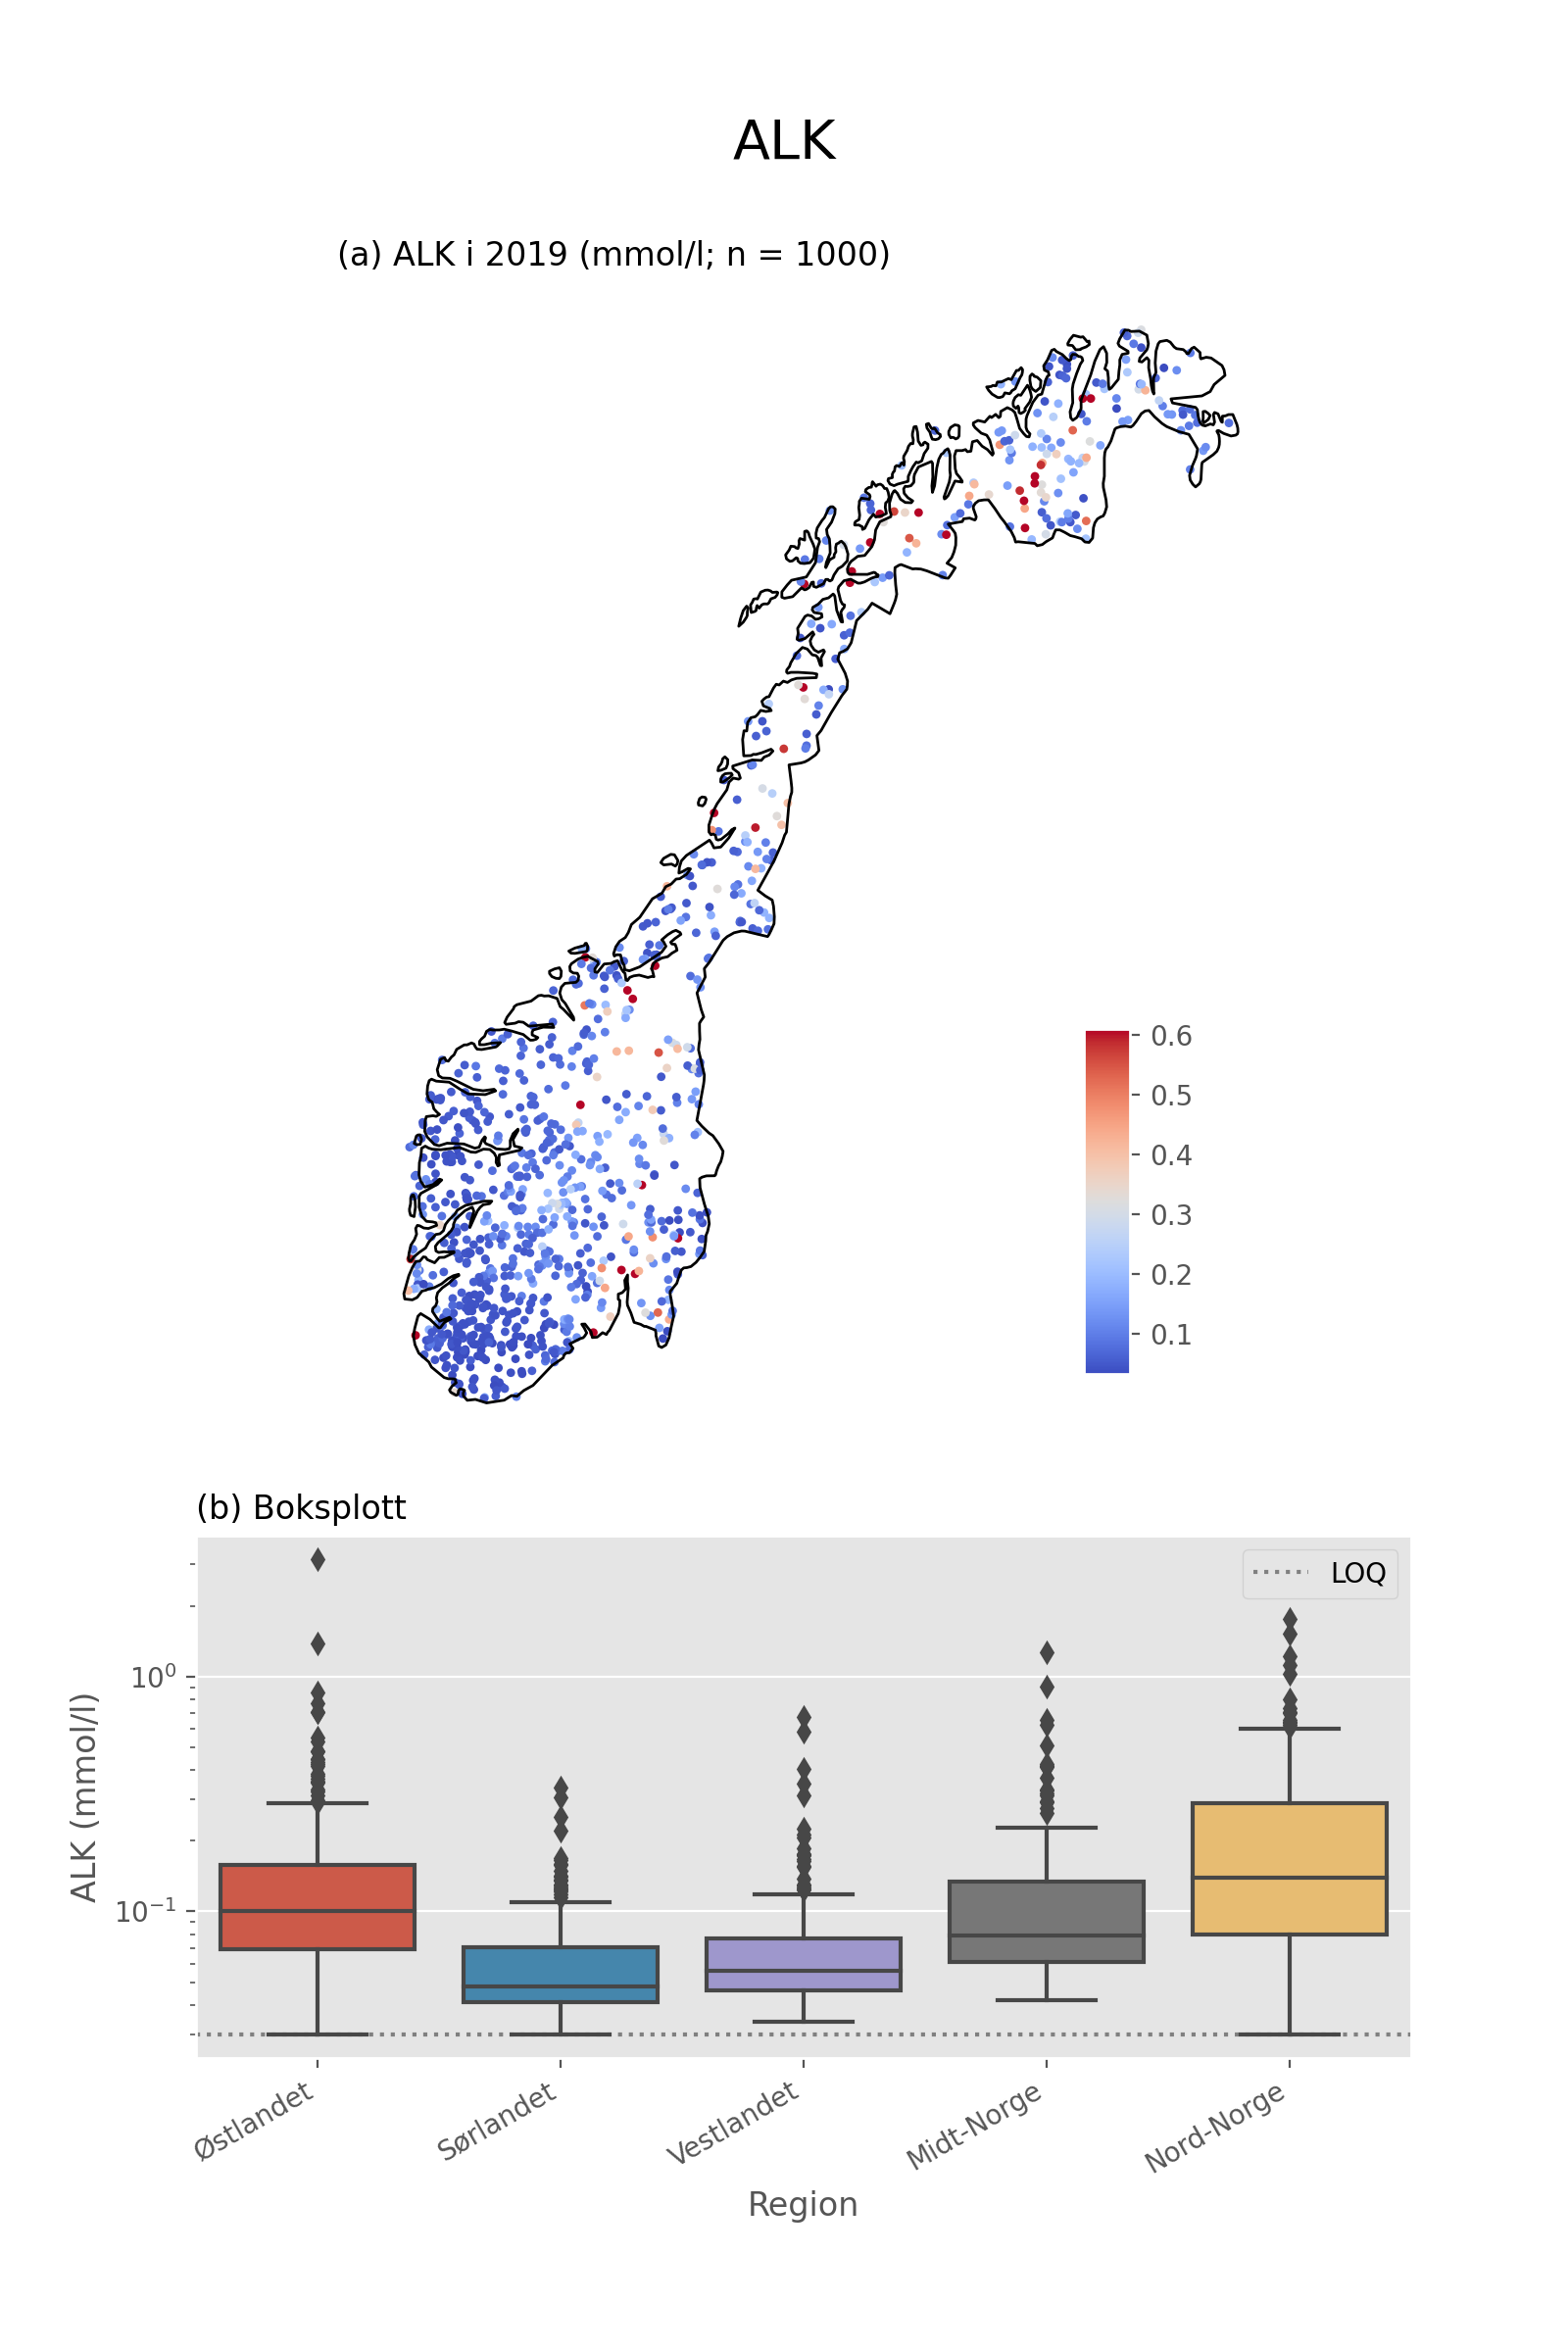 ALK
(a) ALK i 2019 (mmol/l; n = 1000)
0.6
0.5
0.4
0.3
0.2
0.1
(b) Boksplott
LOQ
10⁰
10⁻¹
ALK (mmol/l)
Østlandet
Sørlandet
Vestlandet
Midt-Norge
Nord-Norge
Region